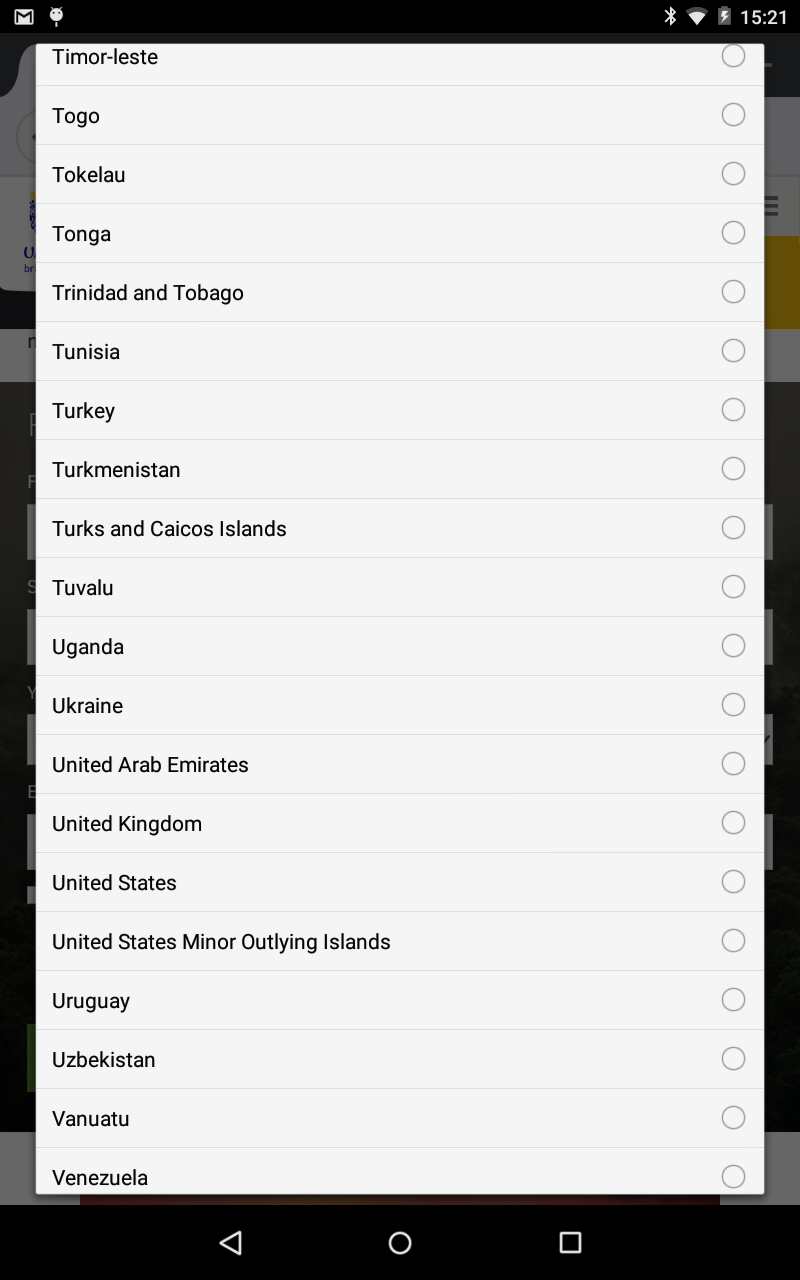 15:21
Timor-leste
Togo
Tokelau
Tonga
Trinidad and Tobago
Tunisia
Turkey
Turkmenistan
Turks and Caicos Islands
Tuvalu
Uganda
Ukraine
United Arab Emirates
United Kingdom
United States
United States Minor Outlying Islands
Uruguay
Uzbekistan
Vanuatu
Venezuela